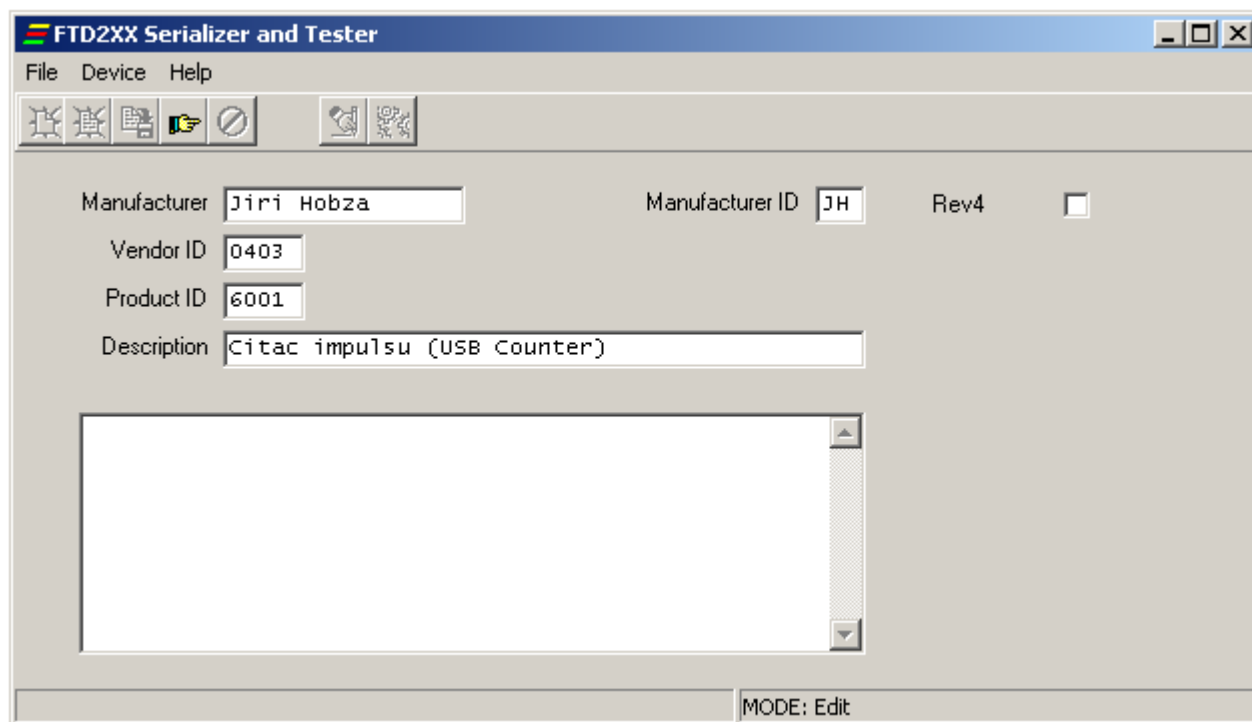 FTD2XX Serializer and Tester
File Device Help
Manufacturer Jiri Hobza Manufacturer ID JH Rev4
Vendor ID 0403
Product ID 6001
Description Citac impulsu (USB Counter)
MODE: Edit